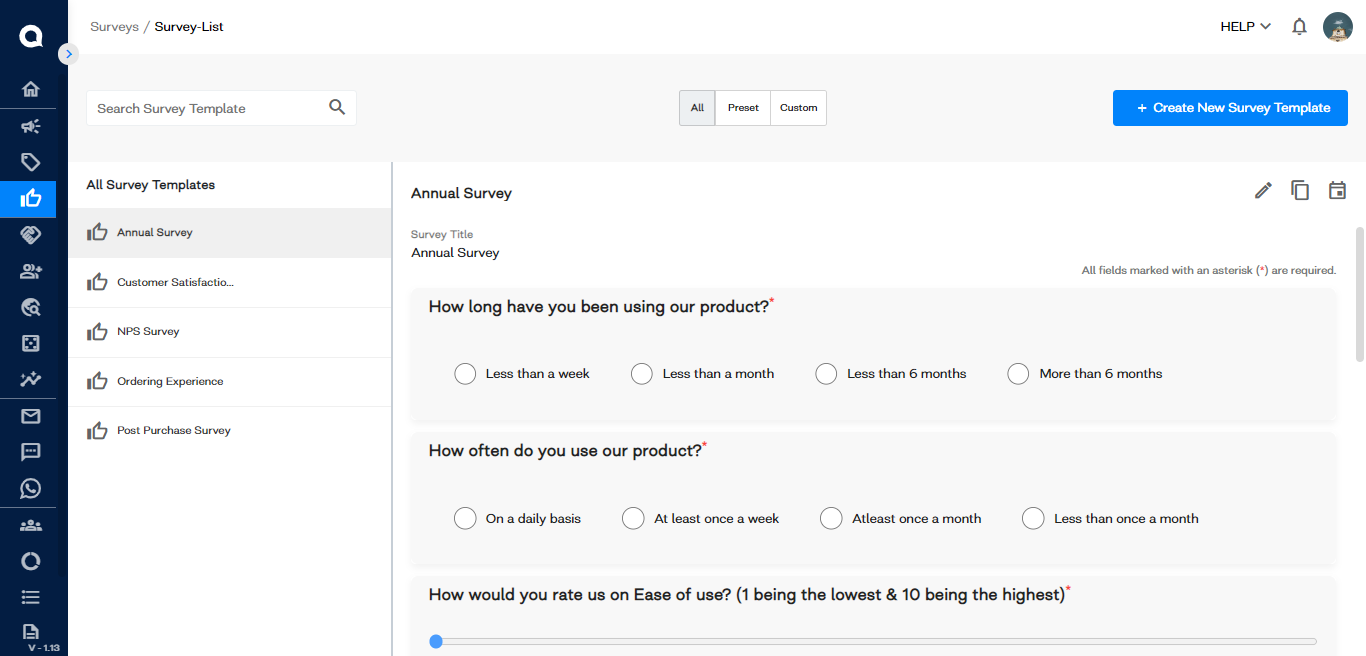 Surveys / Survey-List
HELP
Search Survey Template
All
Preset
Custom
+ Create New Survey Template
All Survey Templates
Annual Survey
Customer Satisfactio...
NPS Survey
Ordering Experience
Post Purchase Survey
Annual Survey
Survey Title
Annual Survey
All fields marked with an asterisk (*) are required.
How long have you been using our product?*
Less than a week
Less than a month
Less than 6 months
More than 6 months
How often do you use our product?*
On a daily basis
At least once a week
Atleast once a month
Less than once a month
How would you rate us on Ease of use? (1 being the lowest & 10 being the highest)*
V - 1.13